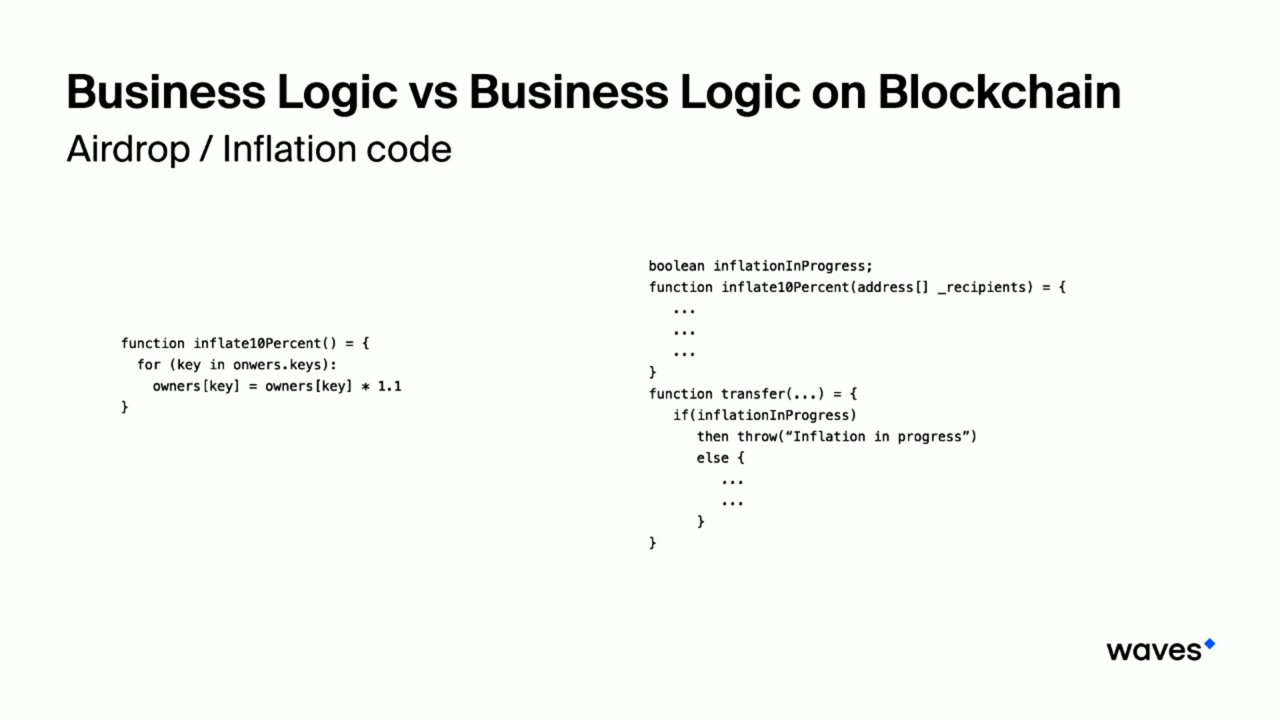 Business Logic vs Business Logic on Blockchain
Airdrop / Inflation code
function inflate10Percent() = {
for (key in onwers.keys):
owners[key] = owners[key] * 1.1
}
boolean inflationInProgress;
function inflate10Percent(address[] _recipients) = {
...
...
...
}
function transfer(...) = {
if(inflationInProgress)
then throw(“Inflation in progress”)
else {
...
...
}
}
waves